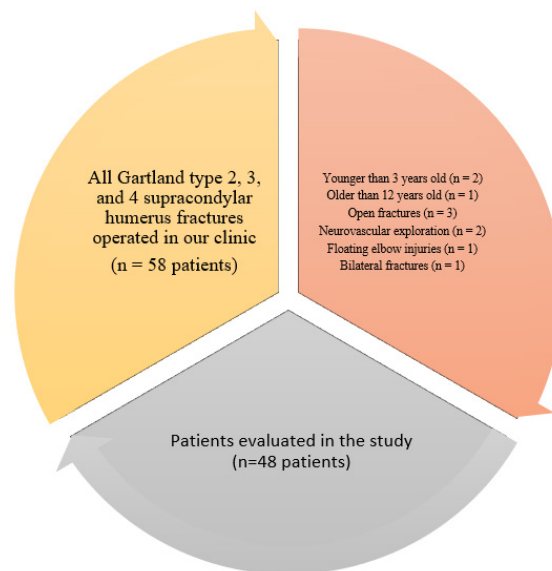 All Gartland type 2, 3,
and 4 supracondylar
humerus fractures
operated in our clinic
(n = 58 patients)
Younger than 3 years old (n = 2)
Older than 12 years old (n = 1)
Open fractures (n = 3)
Neurovascular exploration (n = 2)
Floating elbow injuries (n = 1)
Bilateral fractures (n = 1)
Patients evaluated in the study
(n=48 patients)